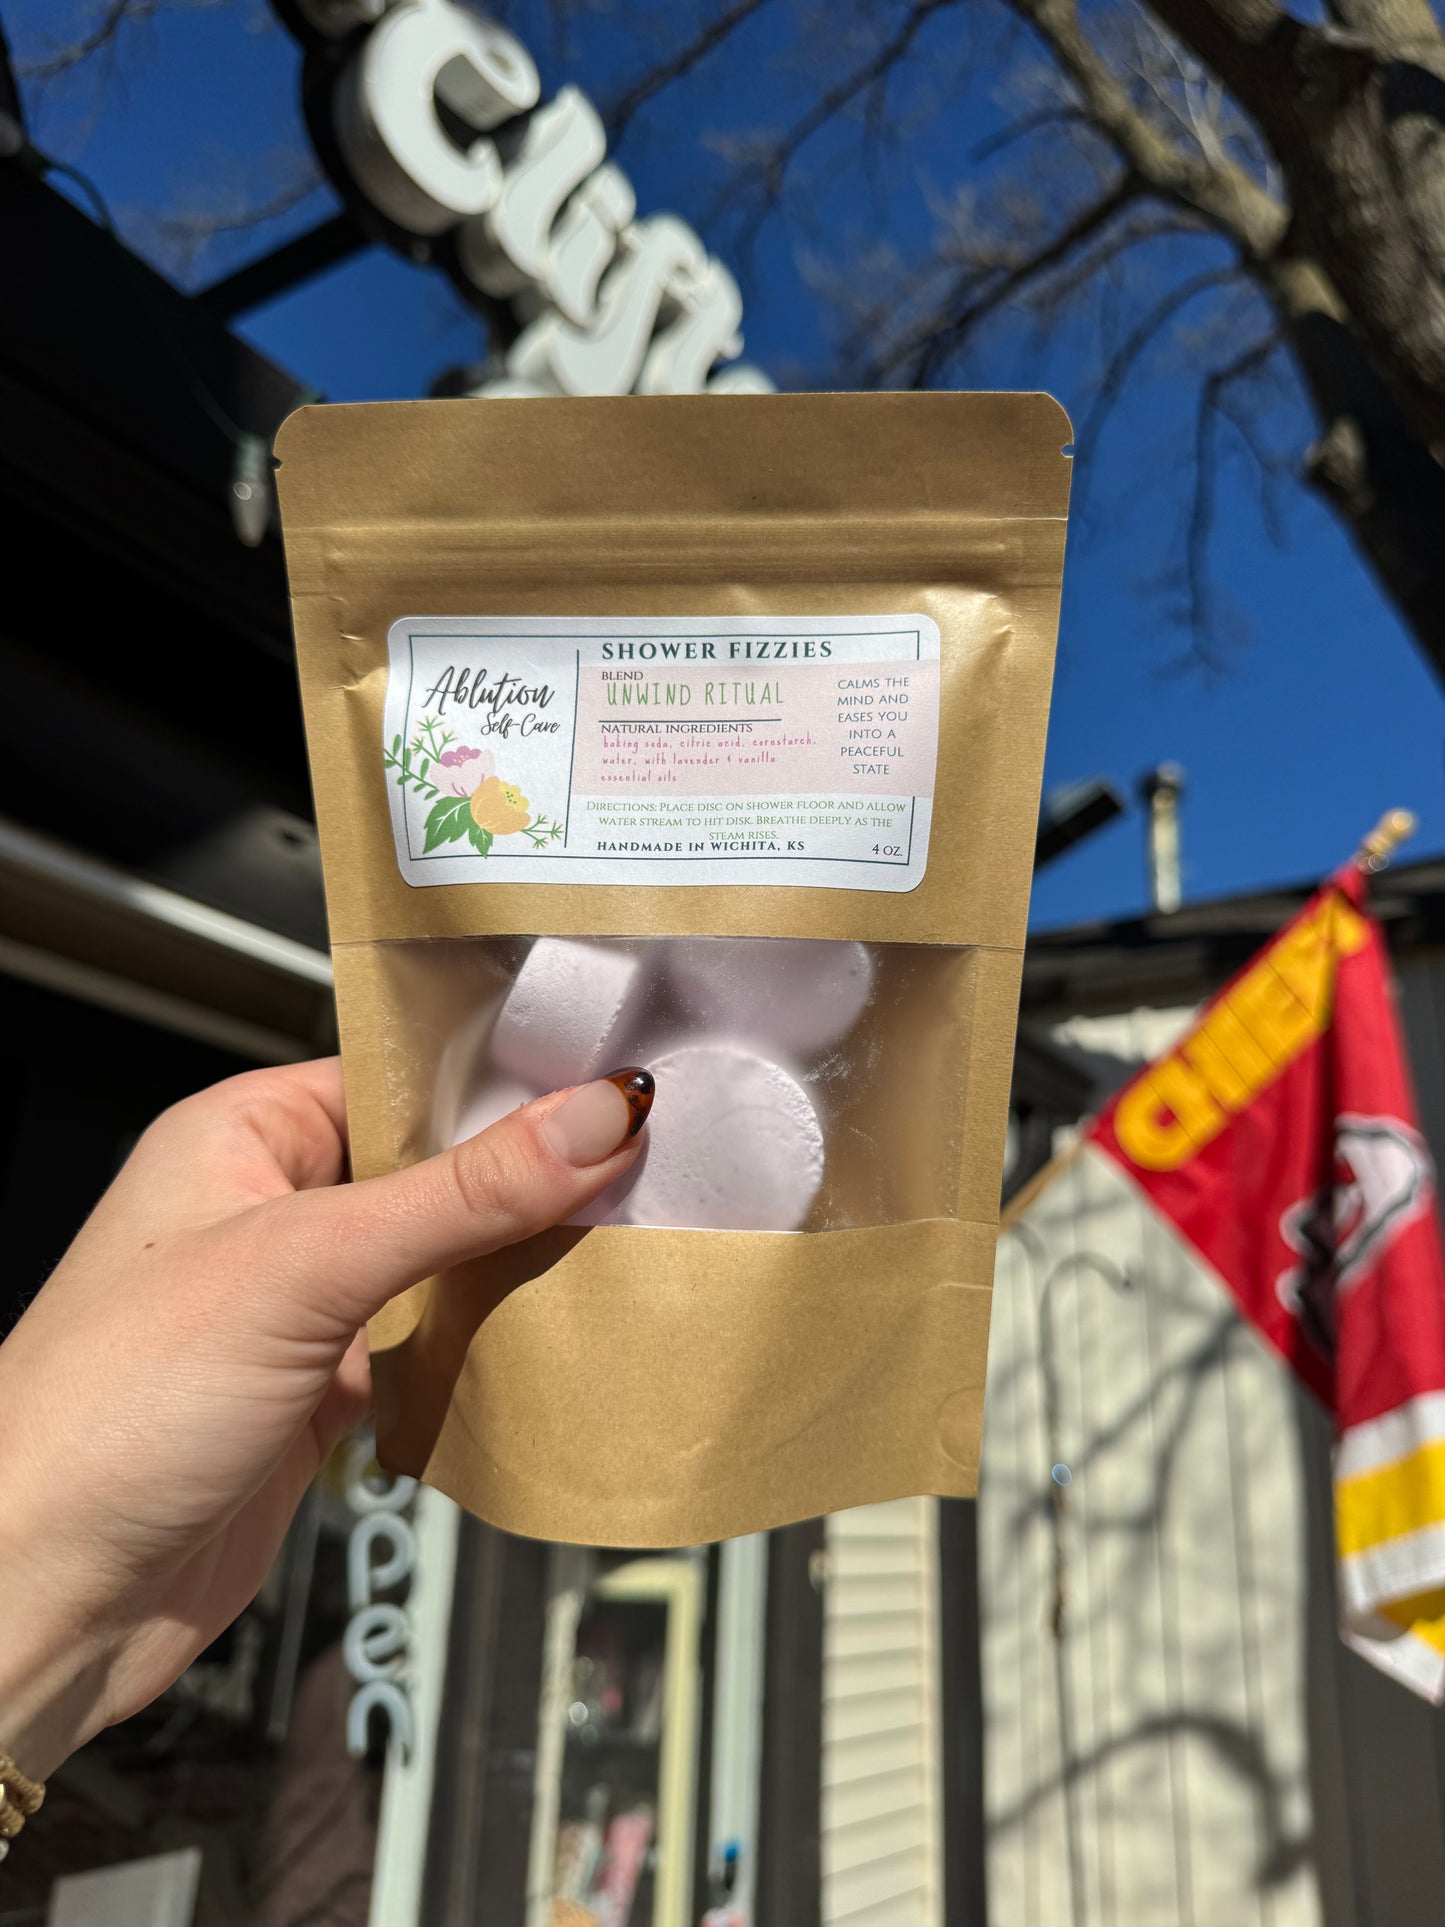 SHOWER FIZZIES
Ablution
Self-Care
BLEND
UNWIND RITUAL
NATURAL INGREDIENTS
baking soda, citric acid, cornstarch,
water, with lavender & vanilla
essential oils
CALMS THE
MIND AND
EASES YOU
INTO A
PEACEFUL
STATE
DIRECTIONS: PLACE DISC ON SHOWER FLOOR AND ALLOW
WATER STREAM TO HIT DISK. BREATHE DEEPLY AS THE
STEAM RISES.
HANDMADE IN WICHITA, KS
4 OZ.
open